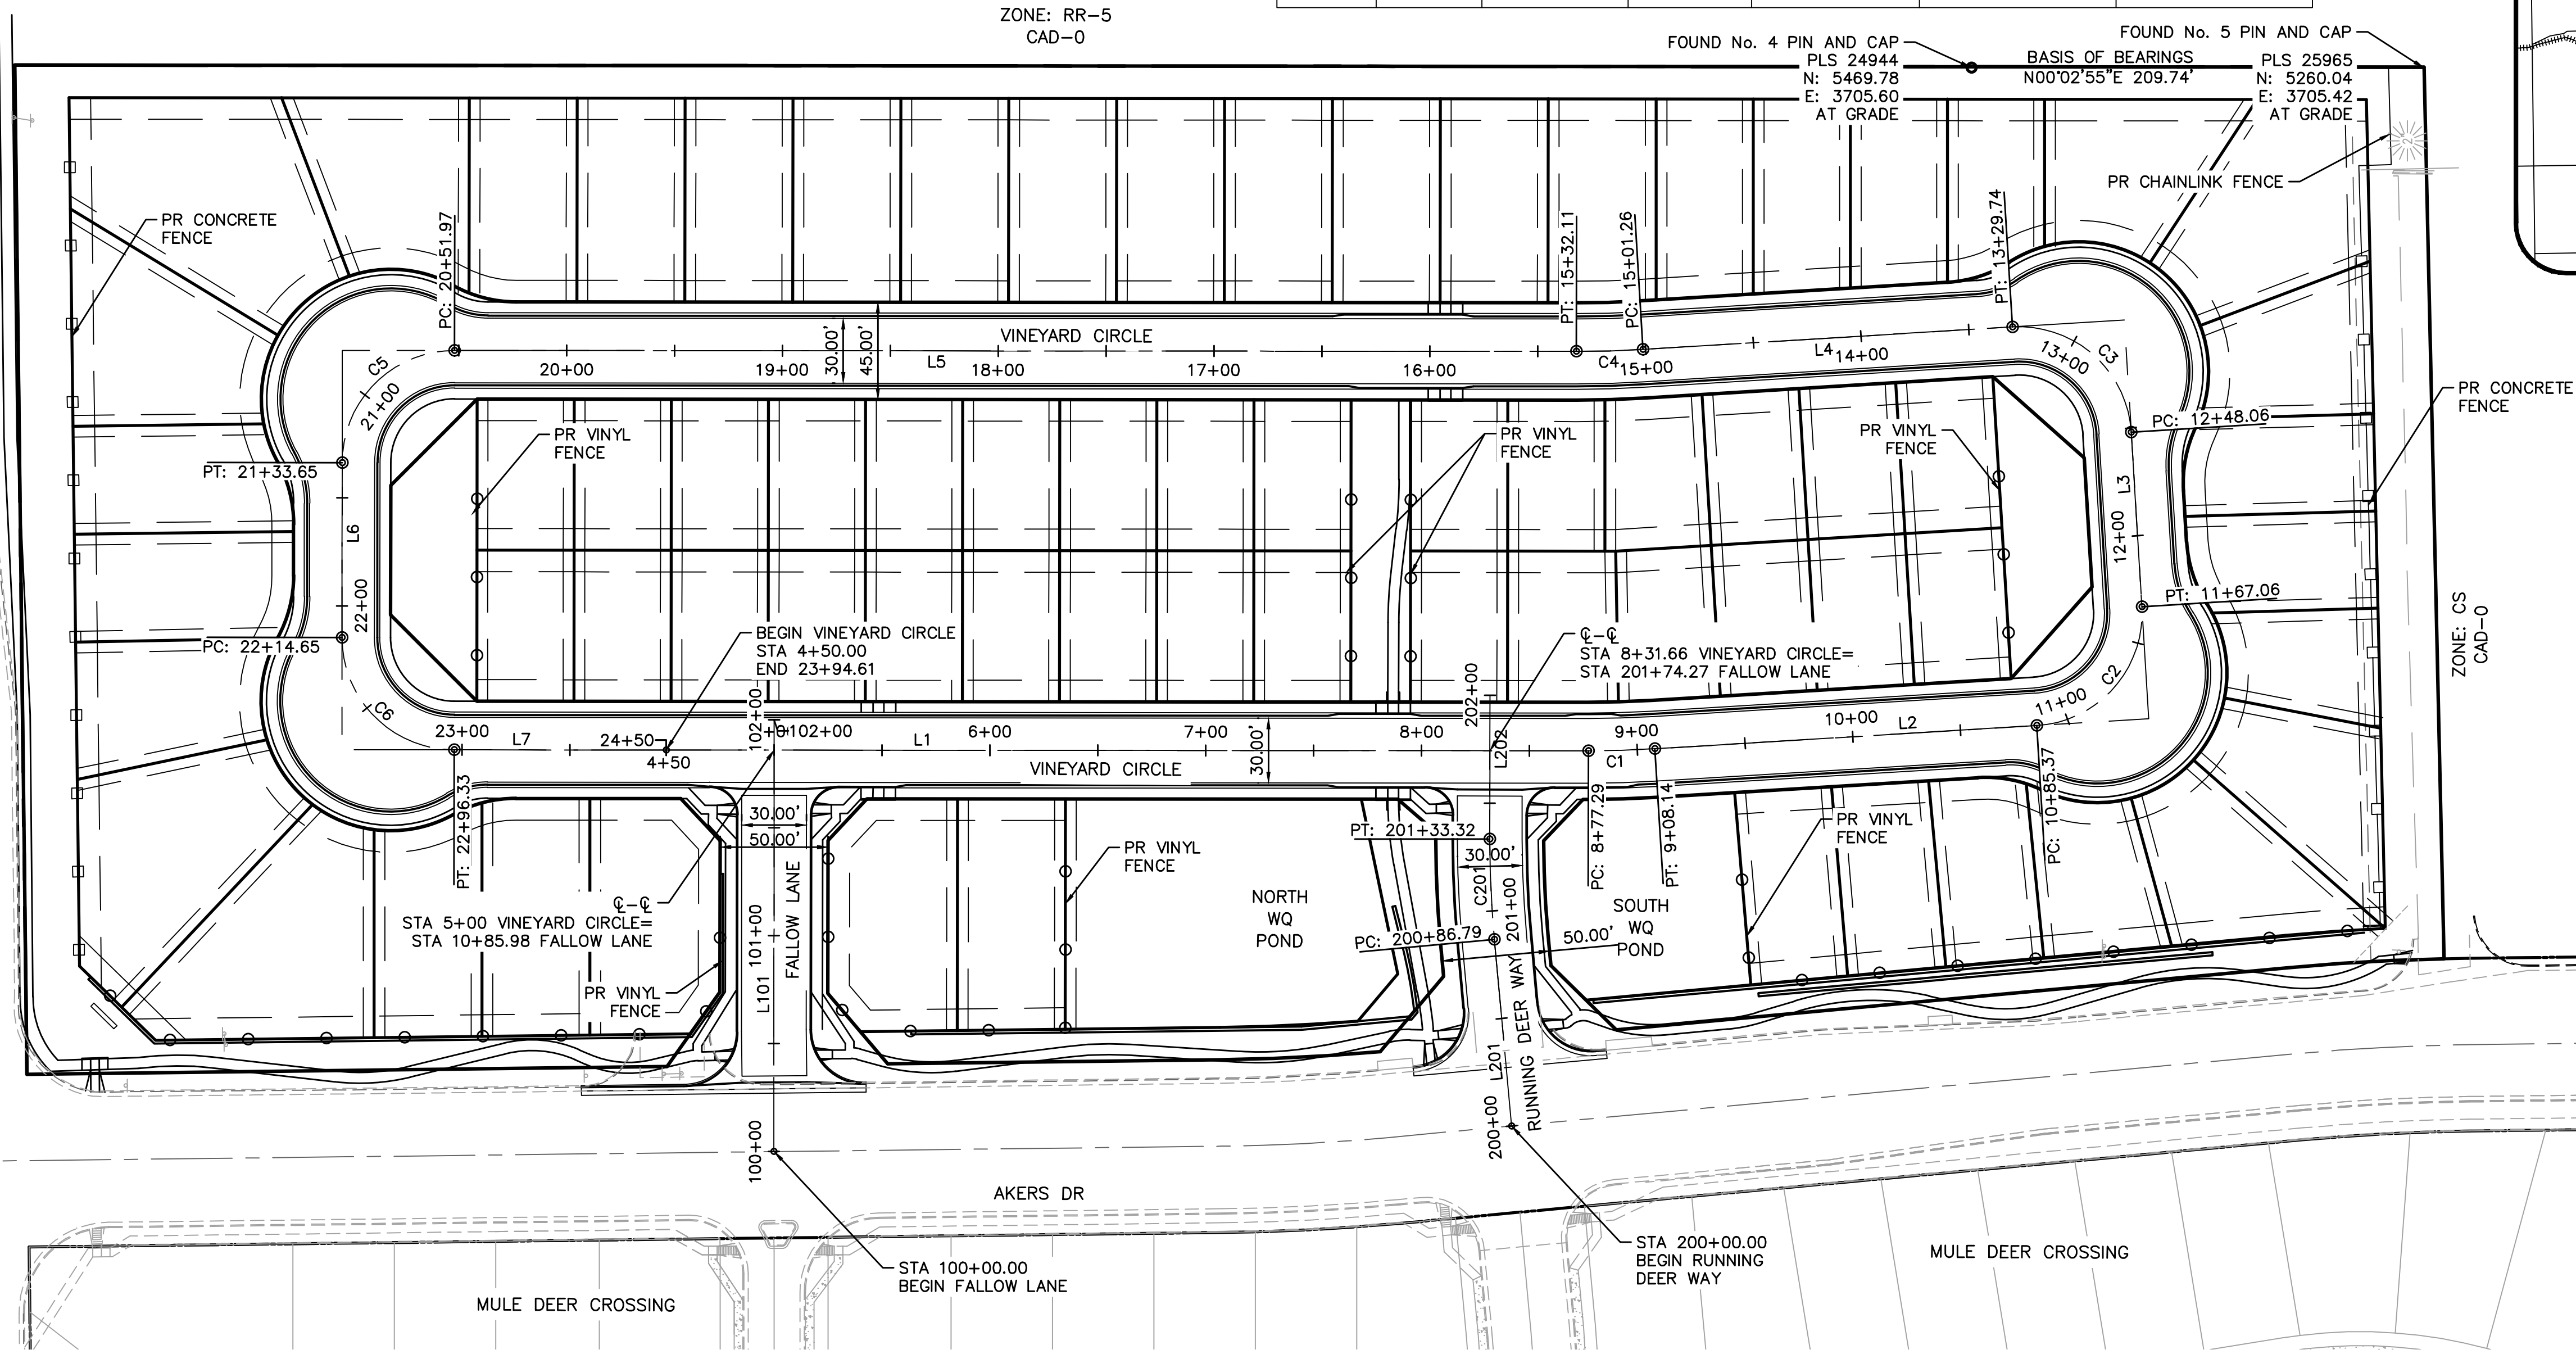 ZONE: RR-5
CAD-0
FOUND No. 4 PIN AND CAP
PLS 24944
N: 5469.78
E: 3705.60
AT GRADE
BASIS OF BEARINGS
N00°02'55"E 209.74'
FOUND No. 5 PIN AND CAP
PLS 25965
N: 5260.04
E: 3705.42
AT GRADE
PR CHAINLINK FENCE
PR CONCRETE
FENCE
PC: 20+51.97
PT: 15+32.11
PC: 15+01.26
PT: 13+29.74
VINEYARD CIRCLE
30.00'
45.00'
C5
21+00
20+00
19+00
L5
18+00
17+00
16+00
C4
15+00
L4
14+00
13+00
C3
PC: 12+48.06
PR CONCRETE
FENCE
PT: 21+33.65
PR VINYL
FENCE
PR VINYL
FENCE
PR VINYL
FENCE
L6
22+00
L3
12+00
PT: 11+67.06
PC: 22+14.65
BEGIN VINEYARD CIRCLE
STA 4+50.00
END 23+94.61
℄-℄
STA 8+31.66 VINEYARD CIRCLE=
STA 201+74.27 FALLOW LANE
ZONE: CS
CAD-0
C6
23+00
L7
24+50
4+50
102+00
102+00
L1
6+00
7+00
30.00'
8+00
202+00
L202
9+00
C1
10+00
L2
11+00
C2
VINEYARD CIRCLE
PT: 22+96.33
30.00'
50.00'
PR VINYL
FENCE
PT: 201+33.32
30.00'
PC: 8+77.29
PT: 9+08.14
PR VINYL
FENCE
PC: 10+85.37
℄-℄
STA 5+00 VINEYARD CIRCLE=
STA 10+85.98 FALLOW LANE
L101
101+00
FALLOW LANE
NORTH
WQ
POND
C201
201+00
PC: 200+86.79
50.00'
SOUTH
WQ
POND
PR VINYL
FENCE
100+00
200+00
L201
RUNNING DEER WAY
AKERS DR
STA 100+00.00
BEGIN FALLOW LANE
STA 200+00.00
BEGIN RUNNING
DEER WAY
MULE DEER CROSSING
MULE DEER CROSSING